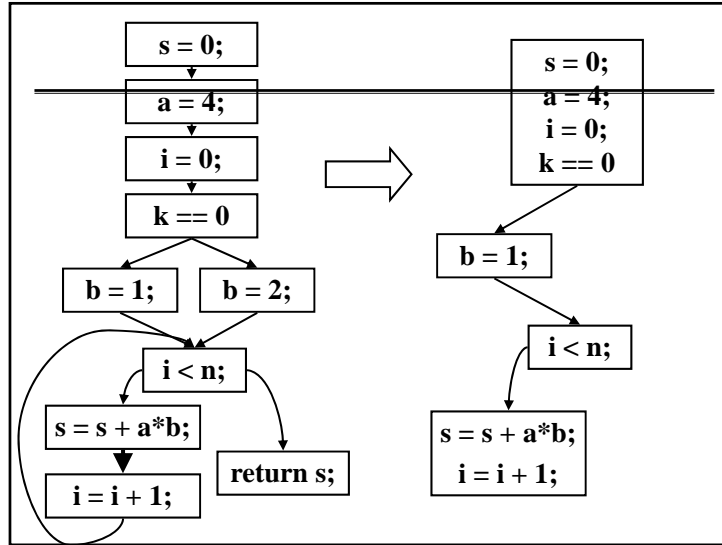 s = 0;
a = 4;
i = 0;
k == 0
b = 1;
b = 2;
i < n;
s = s + a*b;
return s;
i = i + 1;
s = 0;
a = 4;
i = 0;
k == 0
b = 1;
i < n;
s = s + a*b;
i = i + 1;